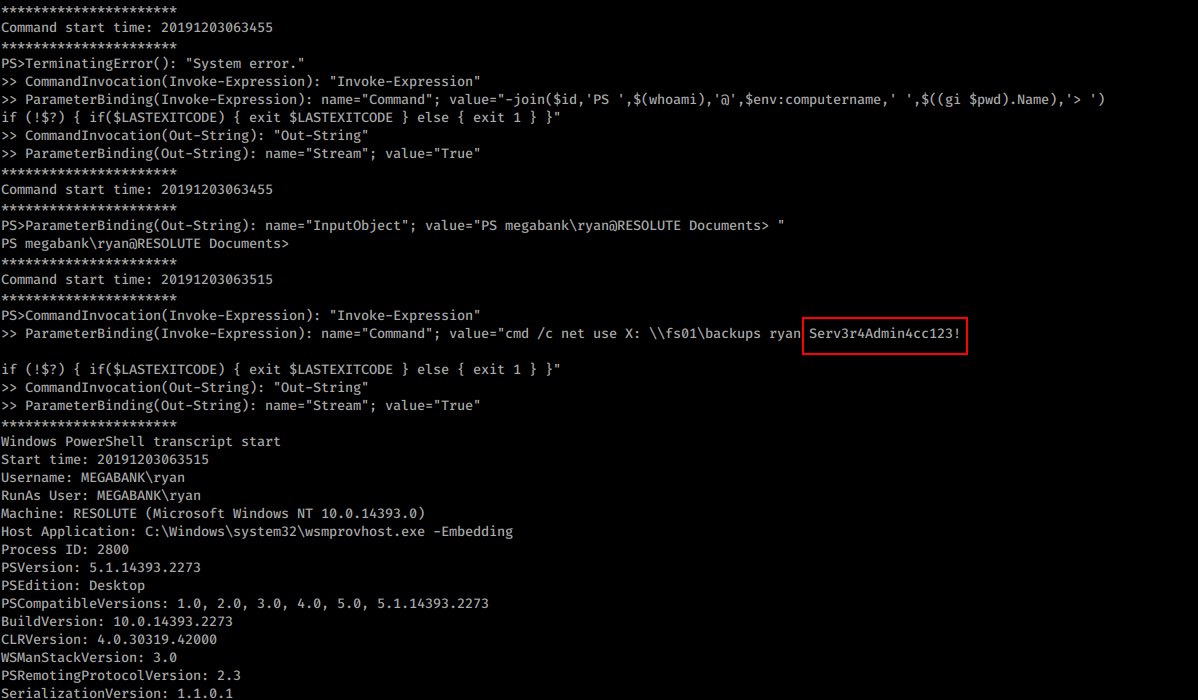 **********************
Command start time: 20191203063455
**********************
PS>TerminatingError(): "System error."
>> CommandInvocation(Invoke-Expression): "Invoke-Expression"
>> ParameterBinding(Invoke-Expression): name="Command"; value="-join($id,'PS ',$(whoami),'@',$env:computername,' ',$((gi $pwd).Name),'> ')
if (!$?) { if($LASTEXITCODE) { exit $LASTEXITCODE } else { exit 1 } }"
>> CommandInvocation(Out-String): "Out-String"
>> ParameterBinding(Out-String): name="Stream"; value="True"
**********************
Command start time: 20191203063455
**********************
PS>ParameterBinding(Out-String): name="InputObject"; value="PS megabank\ryan@RESOLUTE Documents> "
PS megabank\ryan@RESOLUTE Documents>
**********************
Command start time: 20191203063515
**********************
PS>CommandInvocation(Invoke-Expression): "Invoke-Expression"
>> ParameterBinding(Invoke-Expression): name="Command"; value="cmd /c net use X: \\fs01\backups ryan Serv3r4Admin4cc123!
if (!$?) { if($LASTEXITCODE) { exit $LASTEXITCODE } else { exit 1 } }"
>> CommandInvocation(Out-String): "Out-String"
>> ParameterBinding(Out-String): name="Stream"; value="True"
**********************
Windows PowerShell transcript start
Start time: 20191203063515
Username: MEGABANK\ryan
RunAs User: MEGABANK\ryan
Machine: RESOLUTE (Microsoft Windows NT 10.0.14393.0)
Host Application: C:\Windows\system32\wsmprovhost.exe -Embedding
Process ID: 2800
PSVersion: 5.1.14393.2273
PSEdition: Desktop
PSCompatibleVersions: 1.0, 2.0, 3.0, 4.0, 5.0, 5.1.14393.2273
BuildVersion: 10.0.14393.2273
CLRVersion: 4.0.30319.42000
WSManStackVersion: 3.0
PSRemotingProtocolVersion: 2.3
SerializationVersion: 1.1.0.1